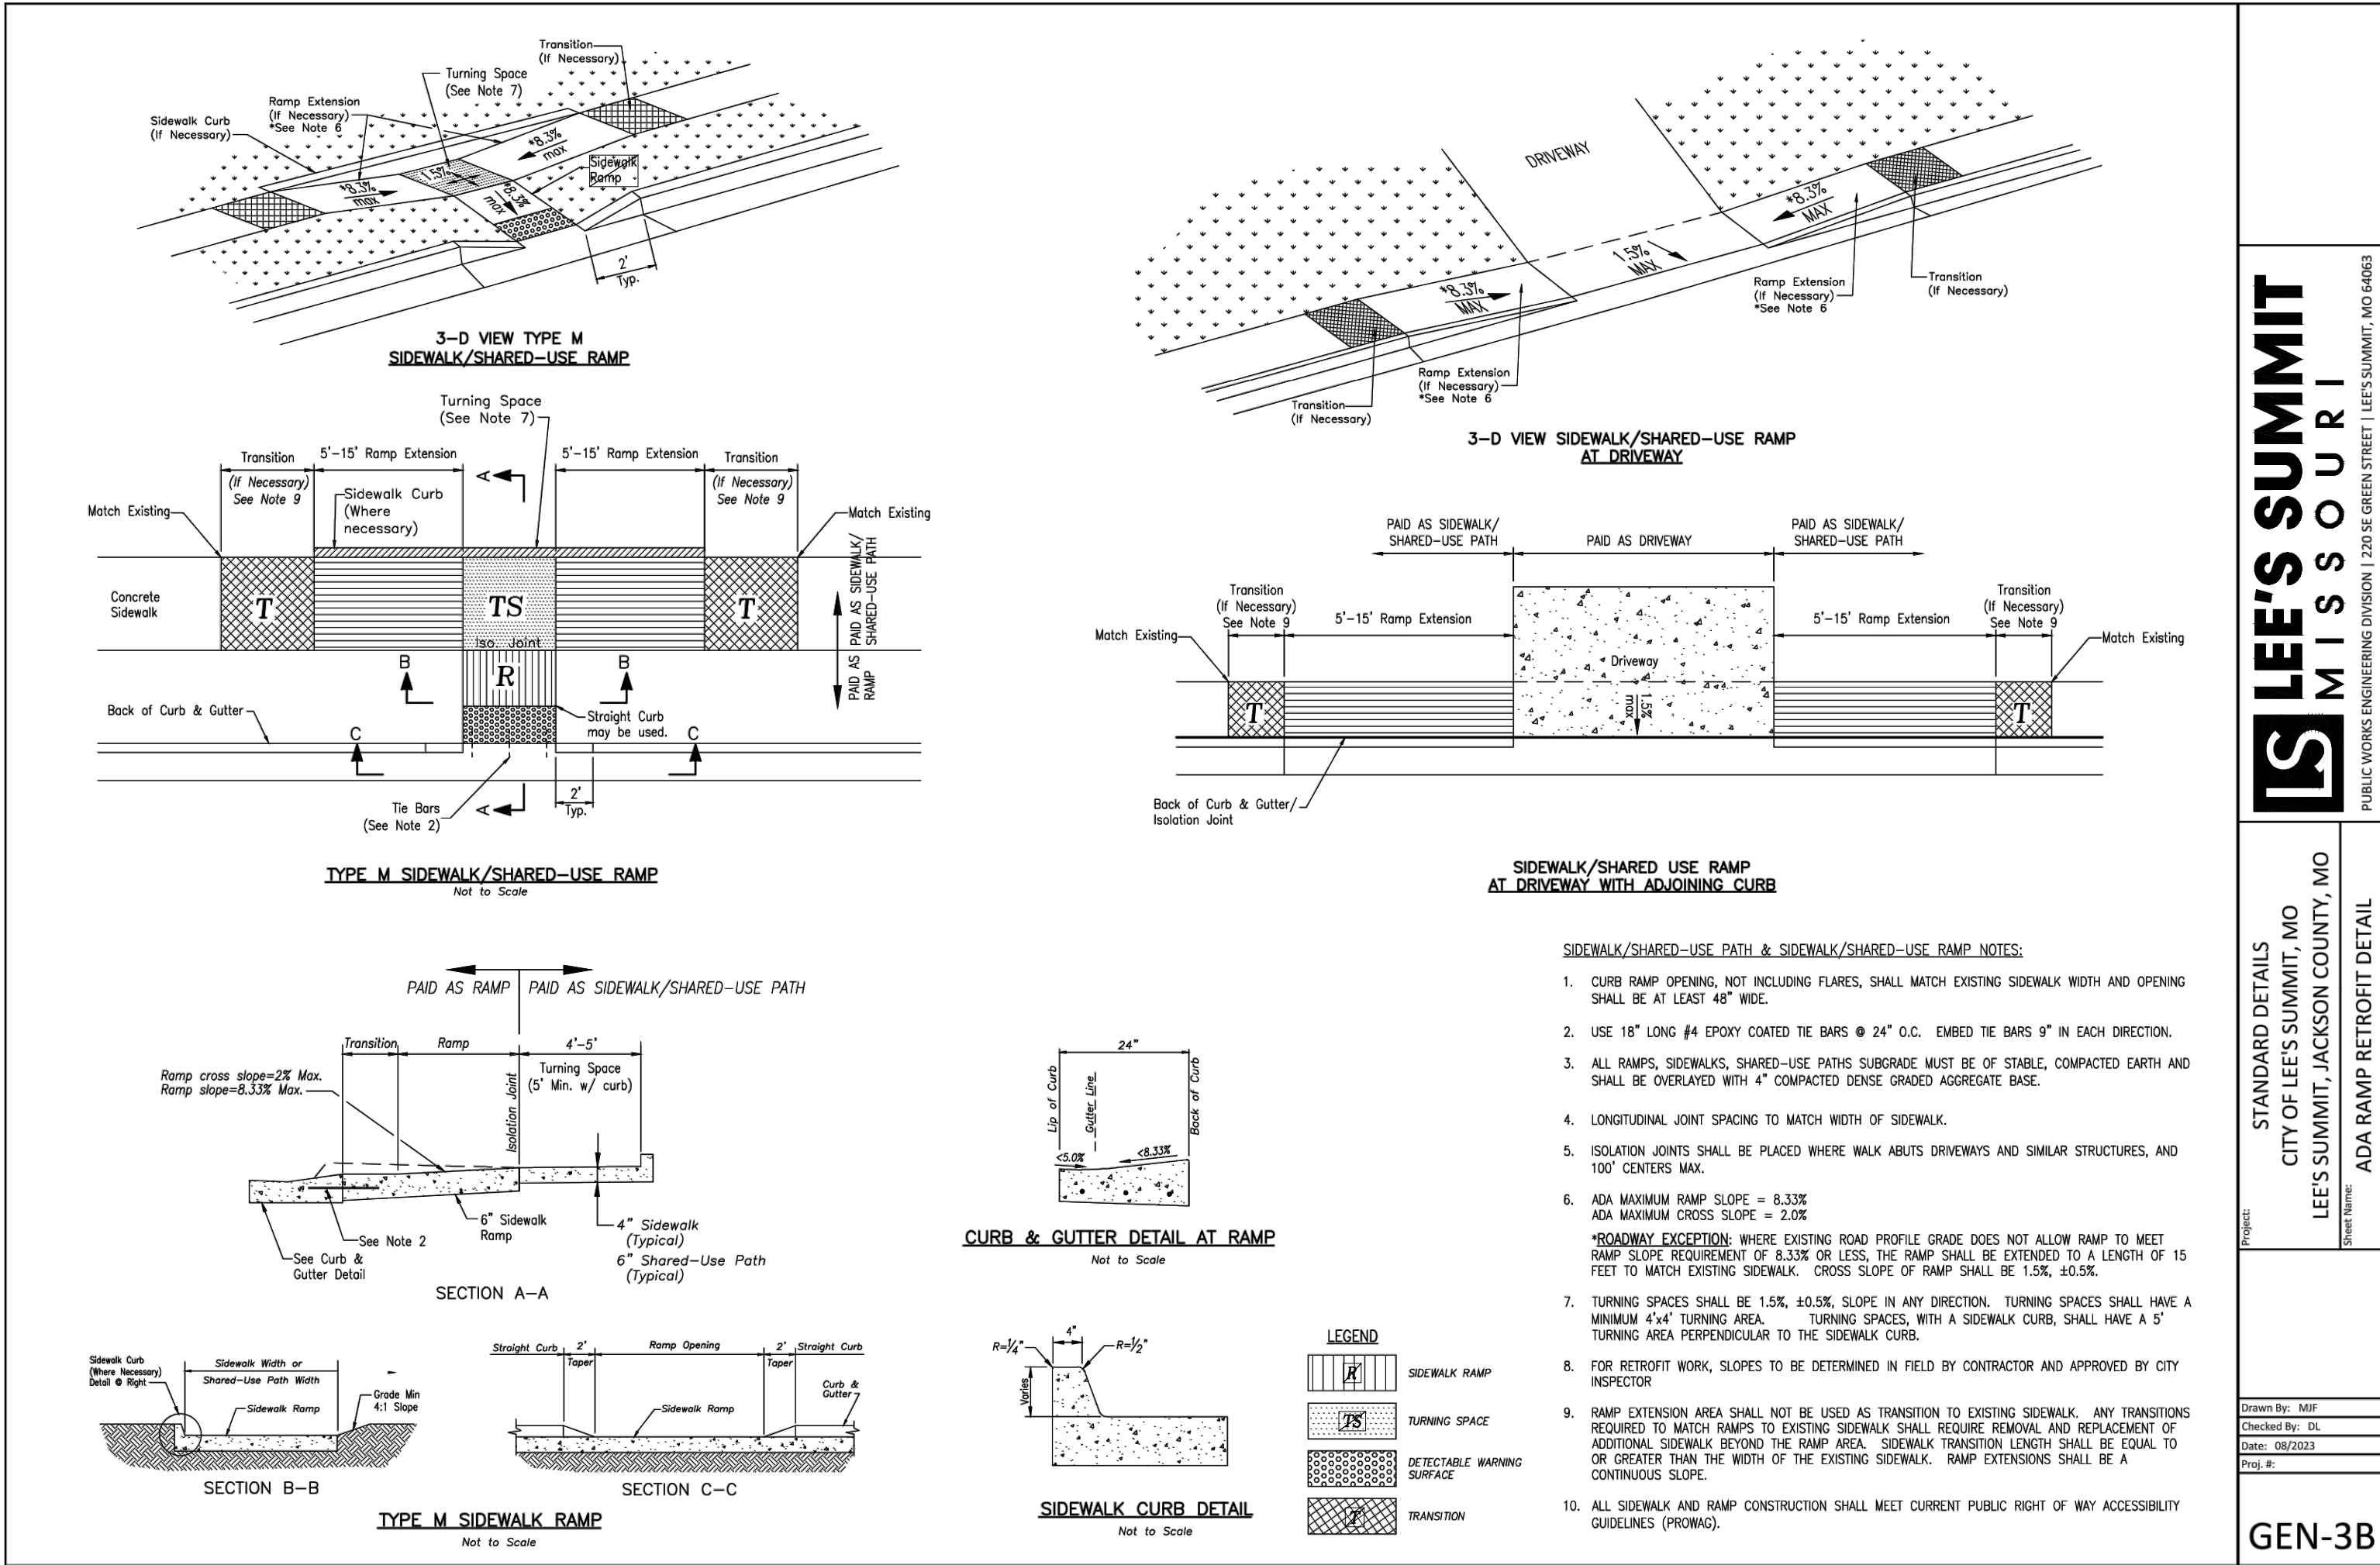 Transition
(If Necessary)
Turning Space
(See Note 7)
Ramp Extension
(If Necessary)
*See Note 6
Sidewalk Curb
(If Necessary)
*8.3%
max
Sidewalk
Ramp
1.5%
*8.3%
max
*8.3%
max
2'
Typ.
3-D VIEW TYPE M
SIDEWALK/SHARED-USE RAMP
DRIVEWAY
*8.3%
MAX
1.5%
MAX
*8.3%
MAX
Transition
(If Necessary)
Ramp Extension
(If Necessary)
*See Note 6
Ramp Extension
(If Necessary)
*See Note 6
Transition
(If Necessary)
3-D VIEW SIDEWALK/SHARED-USE RAMP
AT DRIVEWAY
Turning Space
(See Note 7)
Transition
(If Necessary)
See Note 9
5'-15' Ramp Extension
A
5'-15' Ramp Extension
Transition
(If Necessary)
See Note 9
Sidewalk Curb
(Where
necessary)
Match Existing
Match Existing
Concrete
Sidewalk
T
TS
T
Iso. Joint
PAID AS SIDEWALK/
SHARED-USE PATH
PAID AS
RAMP
B
R
B
Back of Curb & Gutter
Straight Curb
may be used.
C
C
Tie Bars
(See Note 2)
A
2'
Typ.
TYPE M SIDEWALK/SHARED-USE RAMP
Not to Scale
PAID AS SIDEWALK/
SHARED-USE PATH
PAID AS DRIVEWAY
PAID AS SIDEWALK/
SHARED-USE PATH
Transition
(If Necessary)
See Note 9
5'-15' Ramp Extension
5'-15' Ramp Extension
Transition
(If Necessary)
See Note 9
Match Existing
Match Existing
Driveway
1.5%
max
T
T
Back of Curb & Gutter/
Isolation Joint
SIDEWALK/SHARED USE RAMP
AT DRIVEWAY WITH ADJOINING CURB
PAID AS RAMP
PAID AS SIDEWALK/SHARED-USE PATH
Transition
Ramp
4'-5'
Turning Space
(5' Min. w/ curb)
Isolation Joint
Ramp cross slope=2% Max.
Ramp slope=8.33% Max.
6" Sidewalk
Ramp
See Note 2
See Curb &
Gutter Detail
4" Sidewalk
(Typical)
6" Shared-Use Path
(Typical)
SECTION A-A
24"
Lip of Curb
Gutter Line
Back of Curb
<5.0%
<8.33%
CURB & GUTTER DETAIL AT RAMP
Not to Scale
Sidewalk Curb
(Where Necessary)
Detail @ Right
Sidewalk Width or
Shared-Use Path Width
Sidewalk Ramp
Grade Min
4:1 Slope
SECTION B-B
Straight Curb
2'
Taper
Ramp Opening
2'
Taper
Straight Curb
Curb &
Gutter
Sidewalk Ramp
SECTION C-C
TYPE M SIDEWALK RAMP
Not to Scale
4"
R=¼"
R=½"
Varies
SIDEWALK CURB DETAIL
Not to Scale
LEGEND
R
SIDEWALK RAMP
TS
TURNING SPACE
DETECTABLE WARNING
SURFACE
T
TRANSITION
SIDEWALK/SHARED-USE PATH & SIDEWALK/SHARED-USE RAMP NOTES:
1. CURB RAMP OPENING, NOT INCLUDING FLARES, SHALL MATCH EXISTING SIDEWALK WIDTH AND OPENING
SHALL BE AT LEAST 48" WIDE.
2. USE 18" LONG #4 EPOXY COATED TIE BARS @ 24" O.C. EMBED TIE BARS 9" IN EACH DIRECTION.
3. ALL RAMPS, SIDEWALKS, SHARED-USE PATHS SUBGRADE MUST BE OF STABLE, COMPACTED EARTH AND
SHALL BE OVERLAYED WITH 4" COMPACTED DENSE GRADED AGGREGATE BASE.
4. LONGITUDINAL JOINT SPACING TO MATCH WIDTH OF SIDEWALK.
5. ISOLATION JOINTS SHALL BE PLACED WHERE WALK ABUTS DRIVEWAYS AND SIMILAR STRUCTURES, AND
100' CENTERS MAX.
6. ADA MAXIMUM RAMP SLOPE = 8.33%
ADA MAXIMUM CROSS SLOPE = 2.0%
*ROADWAY EXCEPTION: WHERE EXISTING ROAD PROFILE GRADE DOES NOT ALLOW RAMP TO MEET
RAMP SLOPE REQUIREMENT OF 8.33% OR LESS, THE RAMP SHALL BE EXTENDED TO A LENGTH OF 15
FEET TO MATCH EXISTING SIDEWALK. CROSS SLOPE OF RAMP SHALL BE 1.5%, ±0.5%.
7. TURNING SPACES SHALL BE 1.5%, ±0.5%, SLOPE IN ANY DIRECTION. TURNING SPACES SHALL HAVE A
MINIMUM 4'x4' TURNING AREA. TURNING SPACES, WITH A SIDEWALK CURB, SHALL HAVE A 5'
TURNING AREA PERPENDICULAR TO THE SIDEWALK CURB.
8. FOR RETROFIT WORK, SLOPES TO BE DETERMINED IN FIELD BY CONTRACTOR AND APPROVED BY CITY
INSPECTOR
9. RAMP EXTENSION AREA SHALL NOT BE USED AS TRANSITION TO EXISTING SIDEWALK. ANY TRANSITIONS
REQUIRED TO MATCH RAMPS TO EXISTING SIDEWALK SHALL REQUIRE REMOVAL AND REPLACEMENT OF
ADDITIONAL SIDEWALK BEYOND THE RAMP AREA. SIDEWALK TRANSITION LENGTH SHALL BE EQUAL TO
OR GREATER THAN THE WIDTH OF THE EXISTING SIDEWALK. RAMP EXTENSIONS SHALL BE A
CONTINUOUS SLOPE.
10. ALL SIDEWALK AND RAMP CONSTRUCTION SHALL MEET CURRENT PUBLIC RIGHT OF WAY ACCESSIBILITY
GUIDELINES (PROWAG).
LS
LEE'S SUMMIT
MISSOURI
PUBLIC WORKS ENGINEERING DIVISION | 220 SE GREEN STREET | LEE'S SUMMIT, MO 64063
Project:
STANDARD DETAILS
CITY OF LEE'S SUMMIT, MO
LEE'S SUMMIT, JACKSON COUNTY, MO
Sheet Name:
ADA RAMP RETROFIT DETAIL
Drawn By: MJF
Checked By: DL
Date: 08/2023
Proj. #:
GEN-3B